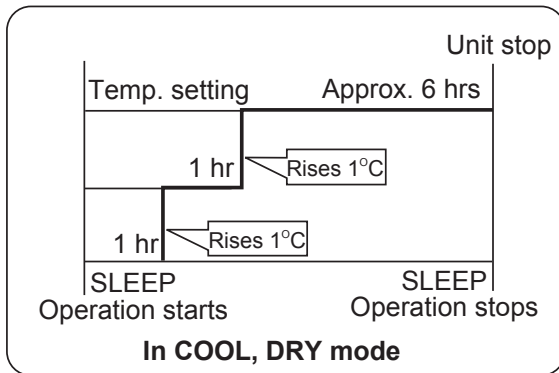 Unit stop
Temp. setting Approx. 6 hrs
1 hr Rises 1°C
1 hr Rises 1°C
SLEEP Operation starts
SLEEP Operation stops
In COOL, DRY mode